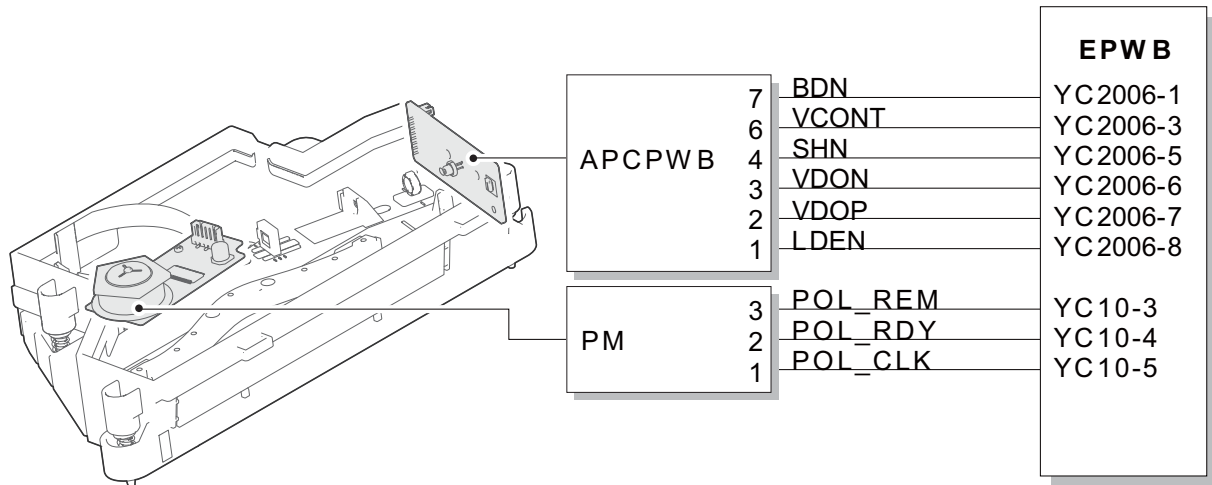 EPWB
APCPWB
7 BDN YC2006-1
6 VCONT YC2006-3
4 SHN YC2006-5
3 VDON YC2006-6
2 VDOP YC2006-7
1 LDEN YC2006-8
PM
3 POL_REM YC10-3
2 POL_RDY YC10-4
1 POL_CLK YC10-5